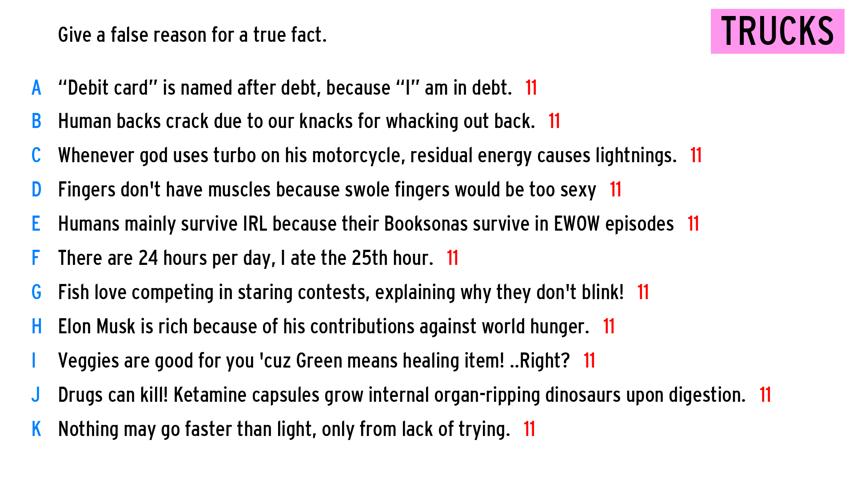 Give a false reason for a true fact.
TRUCKS
A “Debit card” is named after debt, because “I” am in debt. 11
B Human backs crack due to our knacks for whacking out back. 11
C Whenever god uses turbo on his motorcycle, residual energy causes lightnings. 11
D Fingers don't have muscles because swole fingers would be too sexy 11
E Humans mainly survive IRL because their Booksonas survive in EWOW episodes 11
F There are 24 hours per day, I ate the 25th hour. 11
G Fish love competing in staring contests, explaining why they don't blink! 11
H Elon Musk is rich because of his contributions against world hunger. 11
I Veggies are good for you 'cuz Green means healing item! ..Right? 11
J Drugs can kill! Ketamine capsules grow internal organ-ripping dinosaurs upon digestion. 11
K Nothing may go faster than light, only from lack of trying. 11